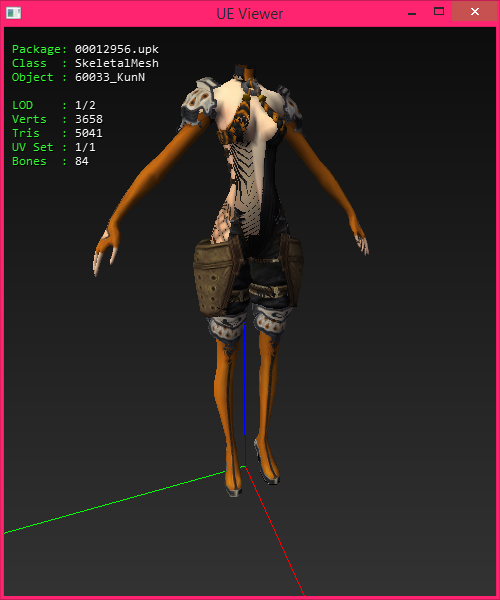 UE Viewer
Package: 00012956.upk
Class : SkeletalMesh
Object : 60033_KunN
LOD : 1/2
Verts : 3658
Tris : 5041
UV Set : 1/1
Bones : 84